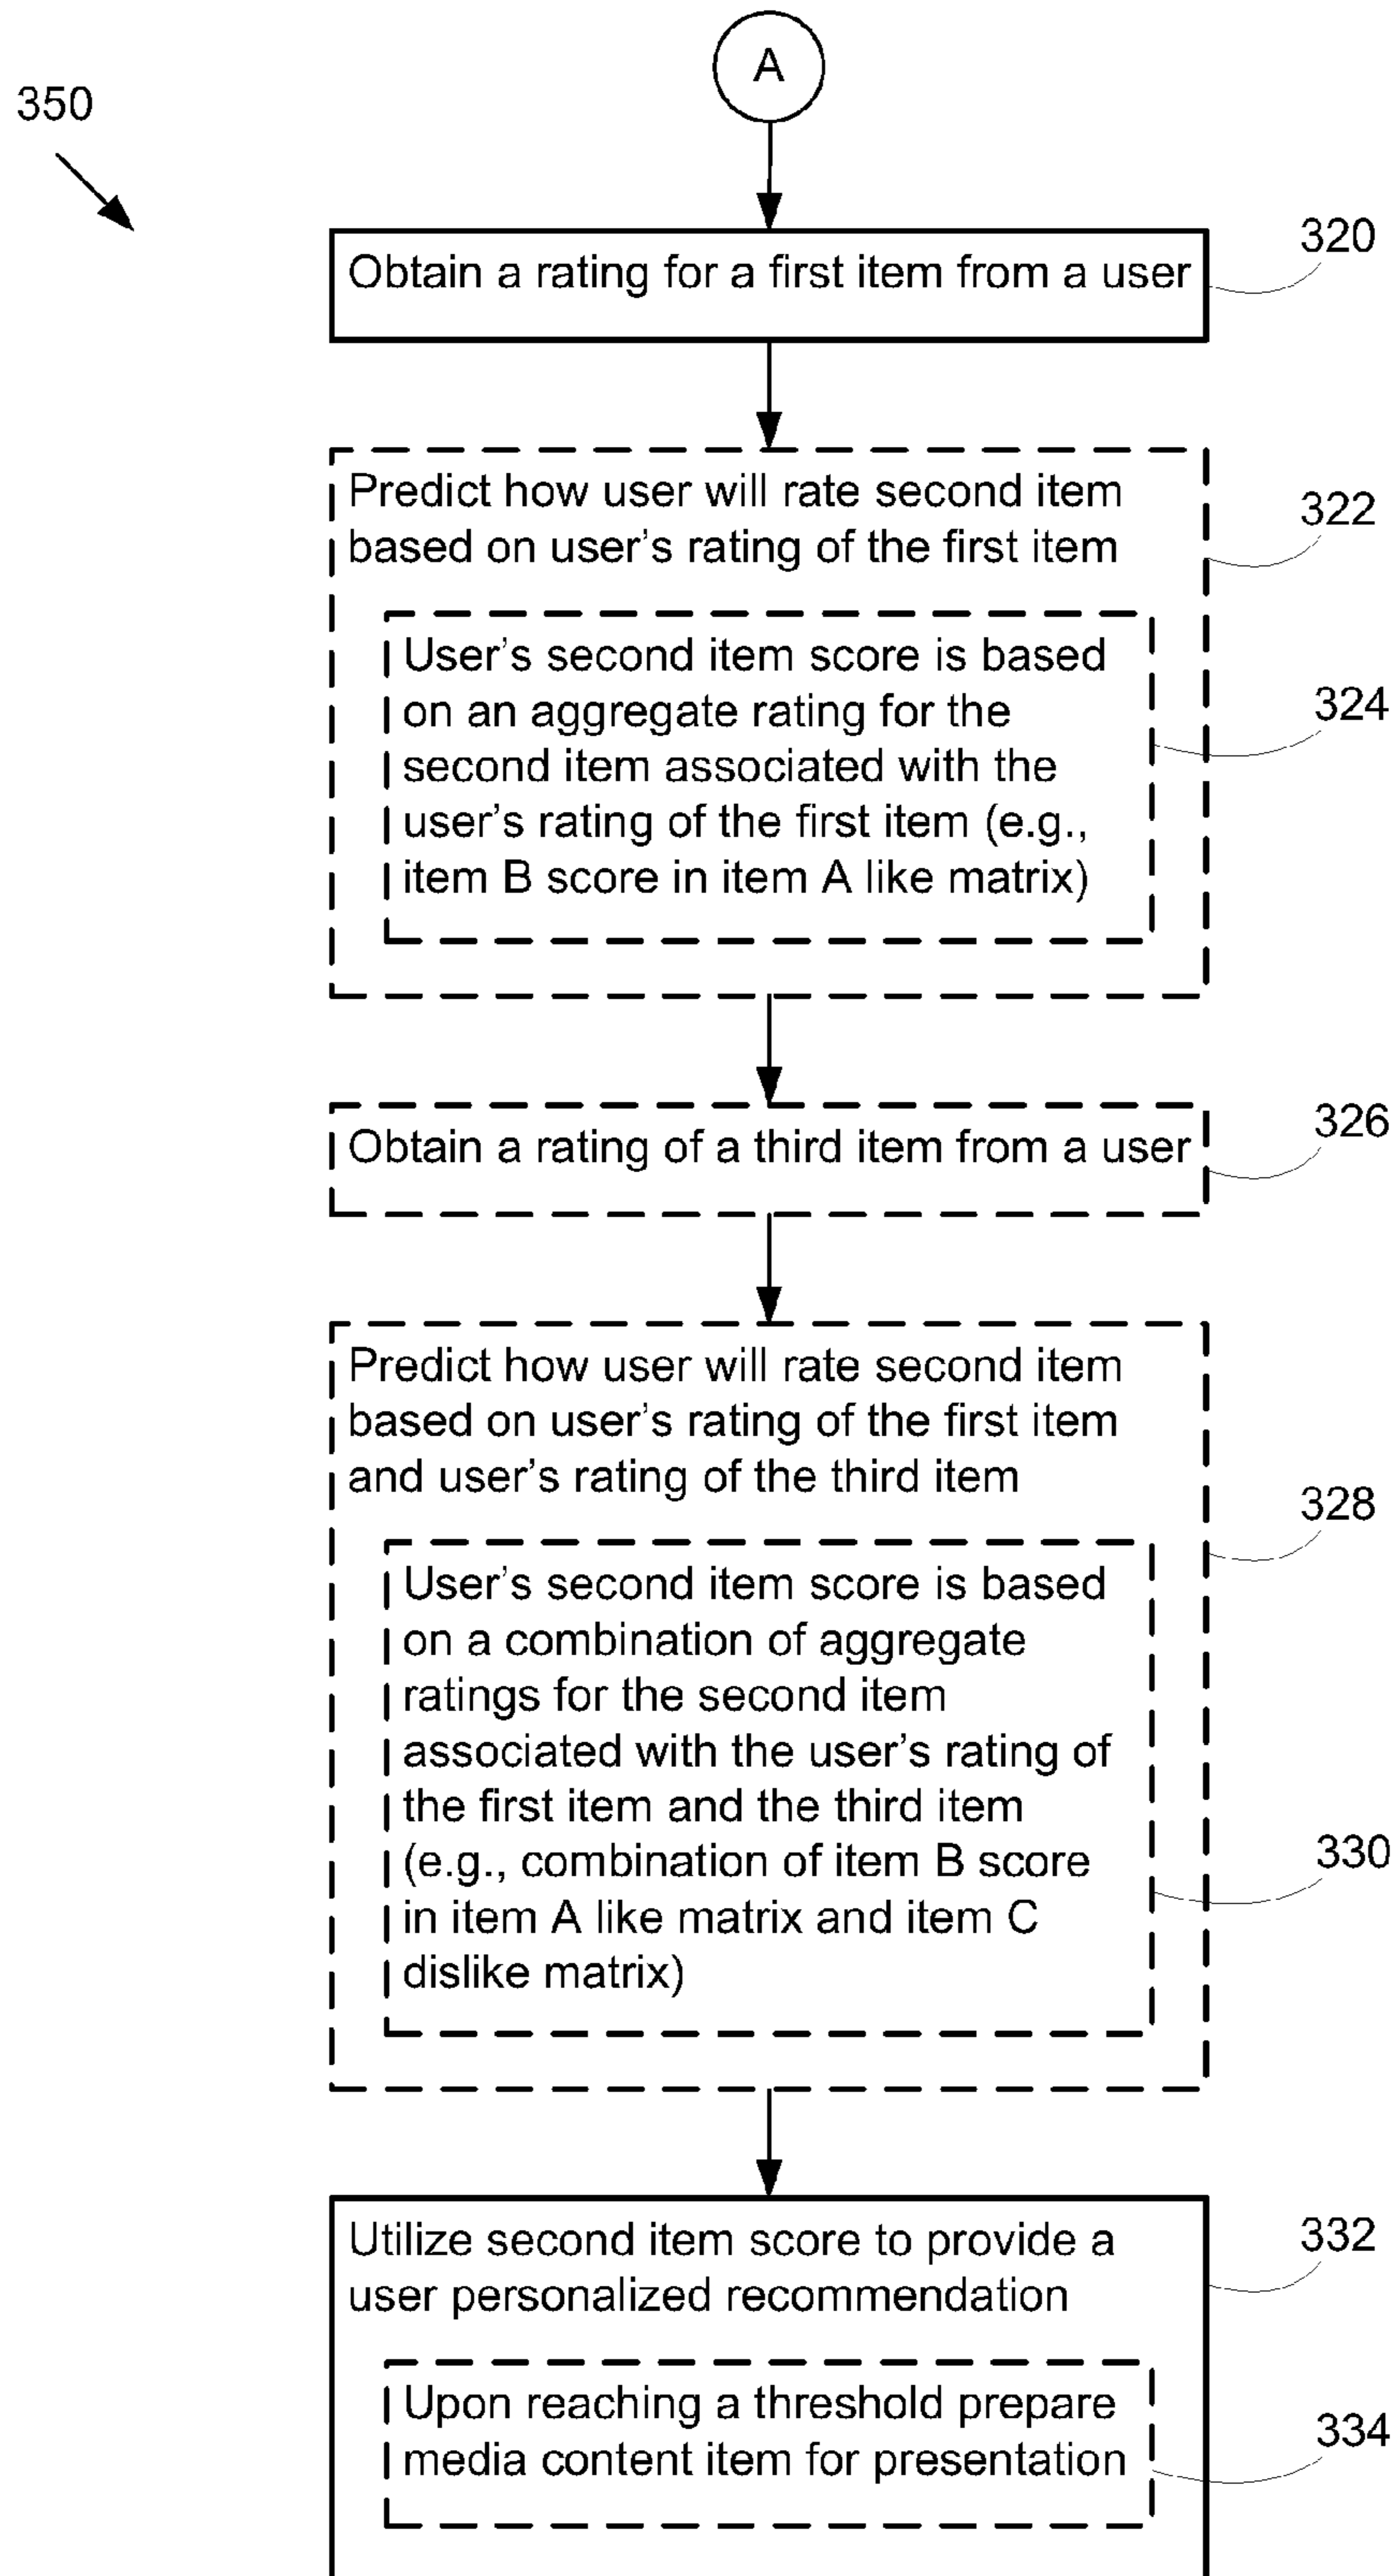 A
350
Obtain a rating for a first item from a user
320
Predict how user will rate second item
based on user's rating of the first item
322
User's second item score is based
on an aggregate rating for the
second item associated with the
user's rating of the first item (e.g.,
item B score in item A like matrix)
324
Obtain a rating of a third item from a user
326
Predict how user will rate second item
based on user's rating of the first item
and user's rating of the third item
328
User's second item score is based
on a combination of aggregate
ratings for the second item
associated with the user's rating of
the first item and the third item
(e.g., combination of item B score
in item A like matrix and item C
dislike matrix)
330
Utilize second item score to provide a
user personalized recommendation
332
Upon reaching a threshold prepare
media content item for presentation
334